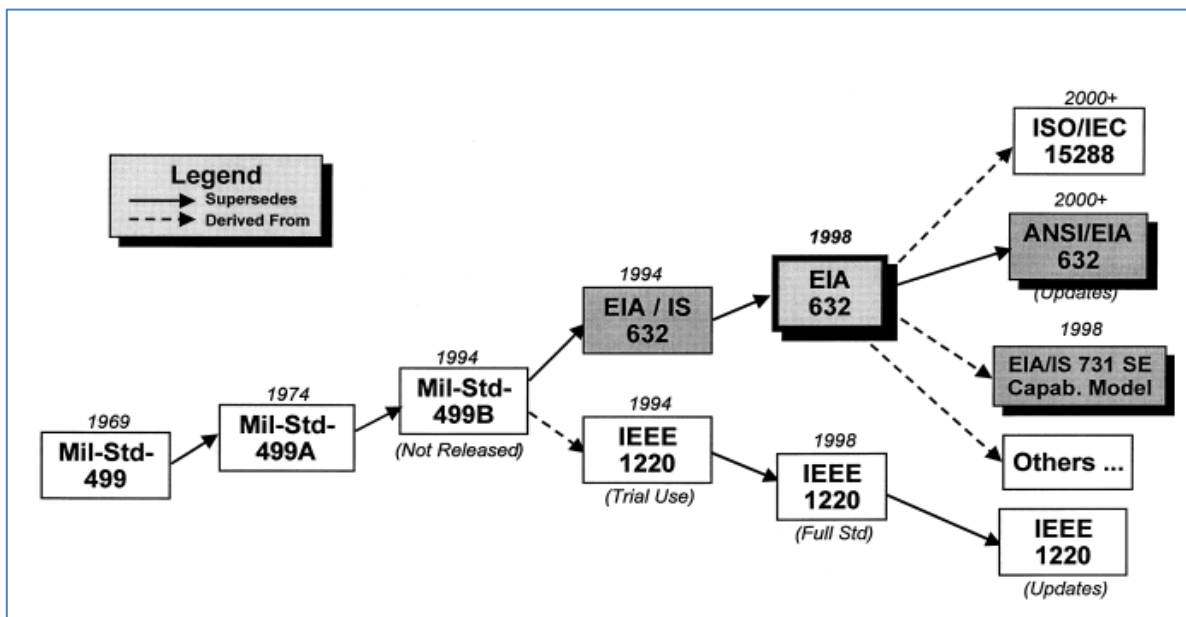 2000+
ISO/IEC
15288
Legend
Supersedes
Derived From
2000+
ANSI/EIA
632
(Updates)
1998
EIA
632
1994
EIA / IS
632
1998
EIA/IS 731 SE
Capab. Model
1994
Mil-Std-
499B
(Not Released)
1974
Mil-Std-
499A
1969
Mil-Std-
499
1994
IEEE
1220
(Trial Use)
1998
IEEE
1220
(Full Std)
Others ...
IEEE
1220
(Updates)